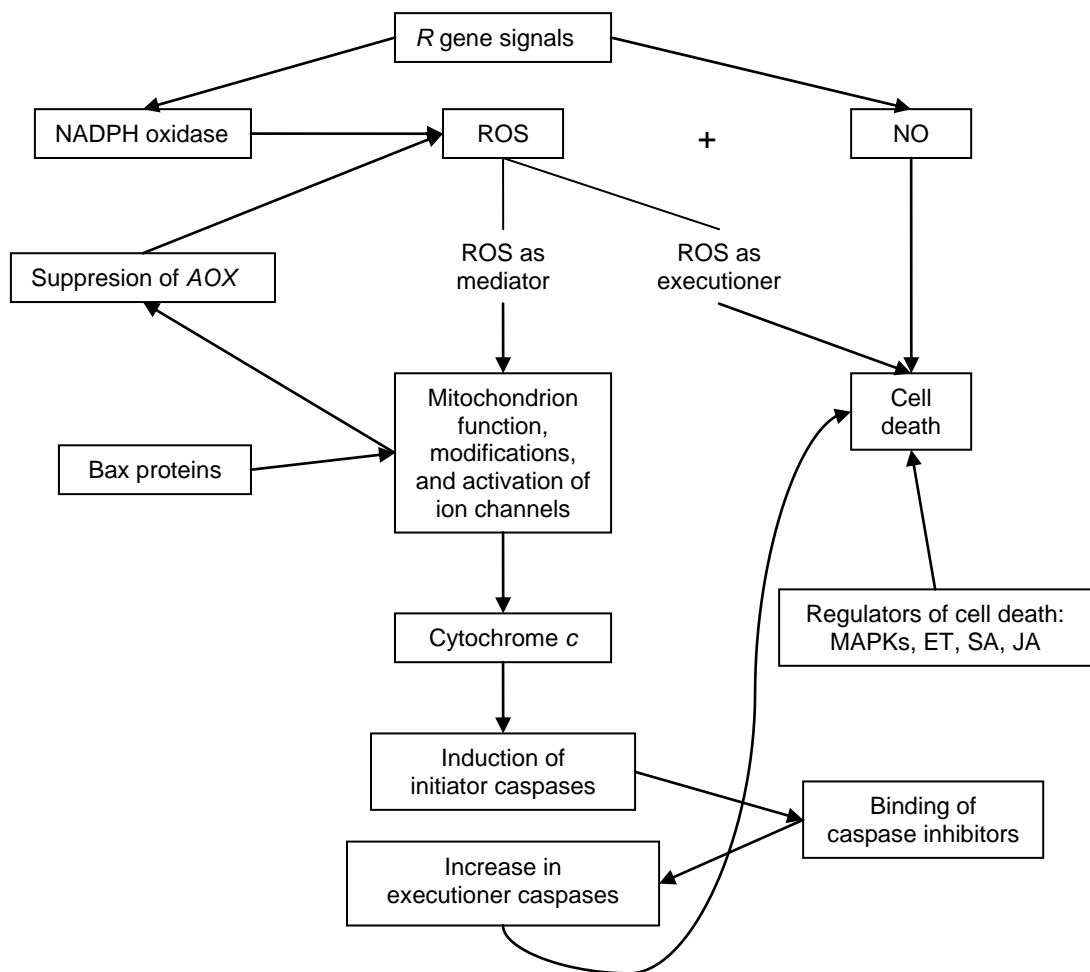 R gene signals
NADPH oxidase
ROS
+
NO
Suppresion of AOX
ROS as
mediator
ROS as
executioner
Mitochondrion
function,
modifications,
and activation of
ion channels
Cell
death
Bax proteins
Cytochrome c
Regulators of cell death:
MAPKs, ET, SA, JA
Induction of
initiator caspases
Binding of
caspase inhibitors
Increase in
executioner caspases